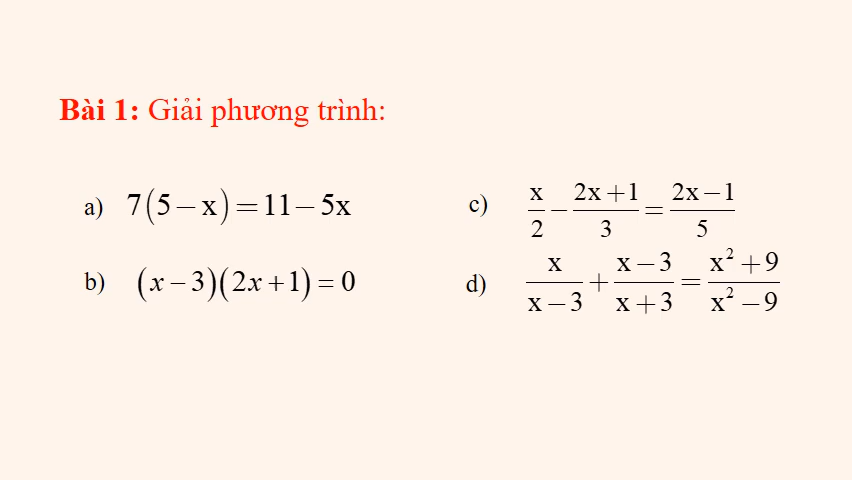 Bài 1: Giải phương trình:
a) 7(5 − x) = 11 − 5x
b) (x − 3)(2x + 1) = 0
c) x/2 − (2x + 1)/3 = (2x − 1)/5
d) x/(x − 3) + (x − 3)/(x + 3) = (x² + 9)/(x² − 9)